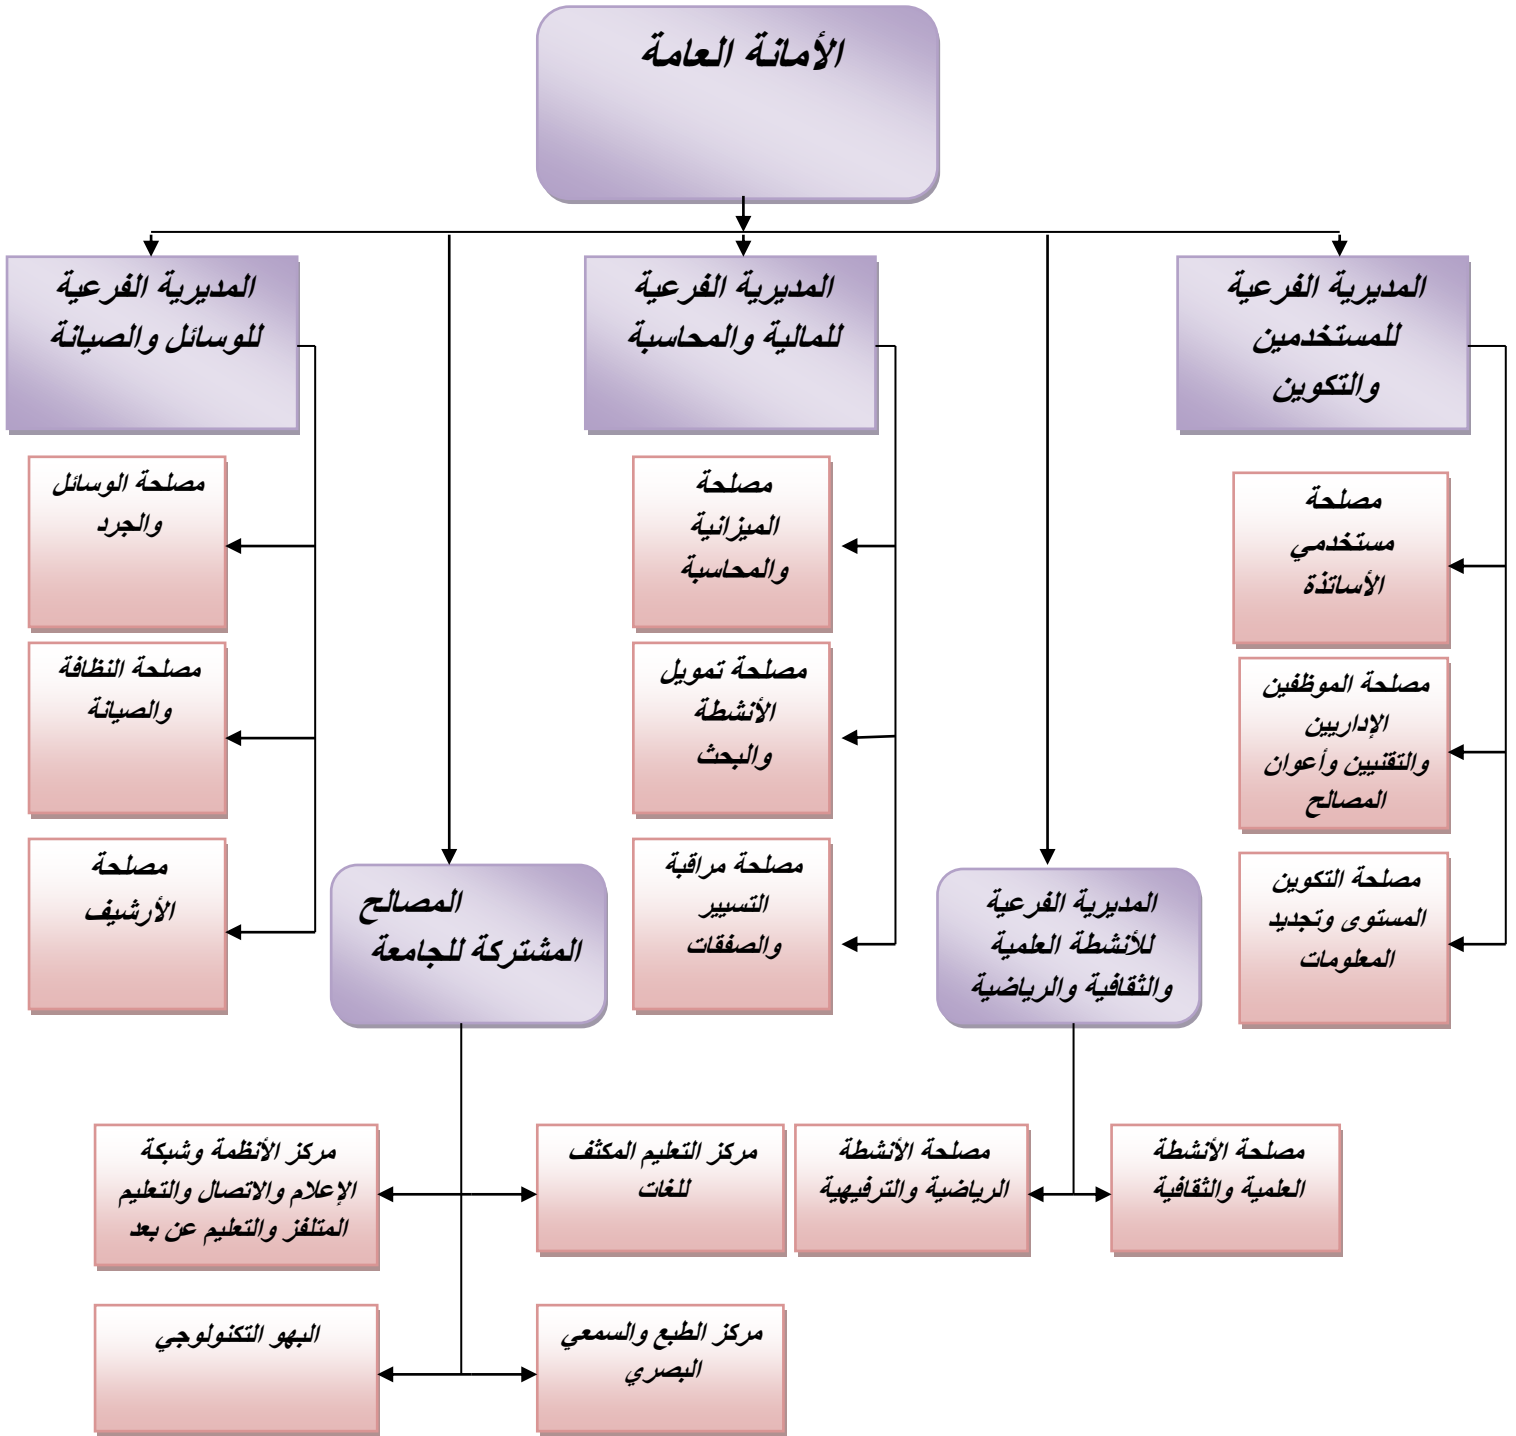 الأمانة العامة
المديرية الفرعية
للمستخدمين
والتكوين
المديرية الفرعية
للمالية والمحاسبة
المديرية الفرعية
للوسائل والصيانة
مصلحة
مستخدمي
الأساتذة
مصلحة الموظفين
الإداريين
والتقنيين وأعوان
المصالح
مصلحة التكوين
المستوى وتجديد
المعلومات
مصلحة
الميزانية
والمحاسبة
مصلحة تمويل
الأنشطة
والبحث
مصلحة مراقبة
التسيير
والصفقات
مصلحة الوسائل
والجرد
مصلحة النظافة
والصيانة
مصلحة
الأرشيف
المديرية الفرعية
للأنشطة العلمية
والثقافية والرياضية
المصالح
المشتركة للجامعة
مصلحة الأنشطة
العلمية والثقافية
مصلحة الأنشطة
الرياضية والترفيهية
مركز التعليم المكثف
للغات
مركز الأنظمة وشبكة
الإعلام والاتصال والتعليم
المتلفز والتعليم عن بعد
مركز الطبع والسمعي
البصري
البهو التكنولوجي